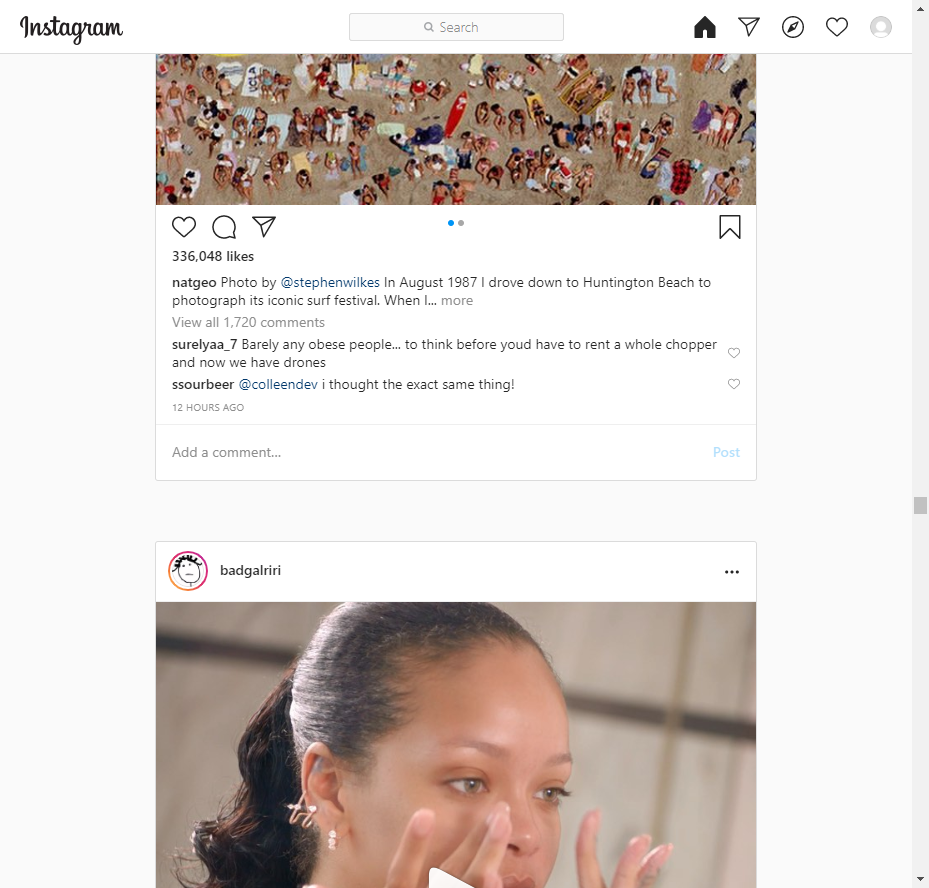 Instagram
Search
336,048 likes
natgeo Photo by @stephenwilkes In August 1987 I drove down to Huntington Beach to
photograph its iconic surf festival. When I... more
View all 1,720 comments
surelyaa_7 Barely any obese people... to think before youd have to rent a whole chopper
and now we have drones
ssourbeer @colleendev i thought the exact same thing!
12 HOURS AGO
Add a comment... Post
badgalriri